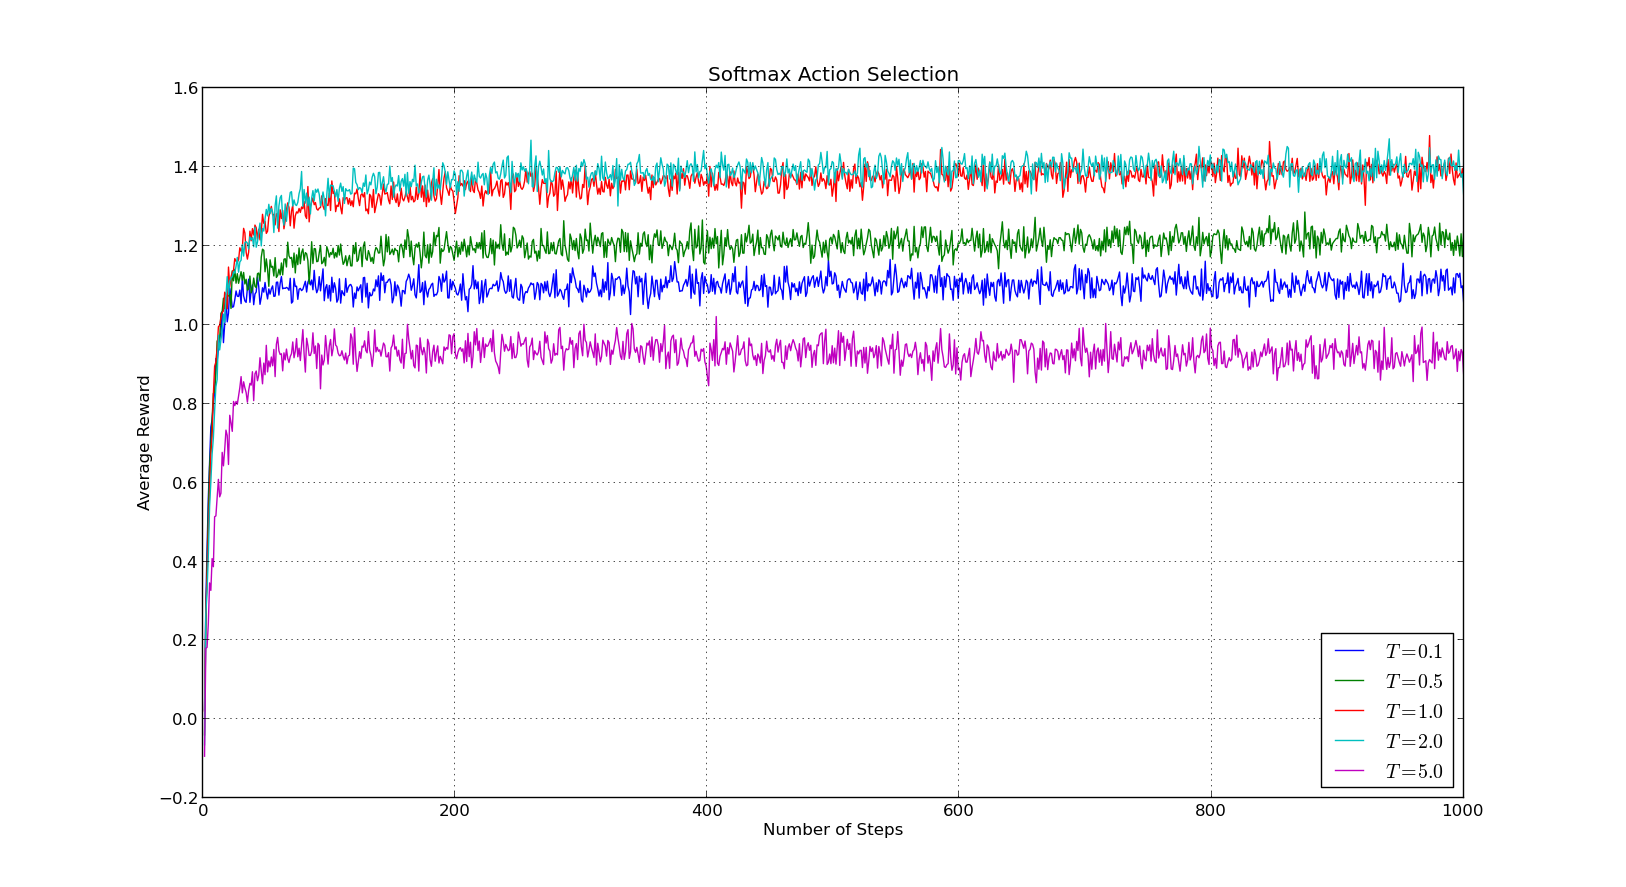 Softmax Action Selection
1.6
1.4
1.2
1.0
0.8
0.6
0.4
0.2
0.0
−0.2
Average Reward
0 200 400 600 800 1000
Number of Steps
T=0.1
T=0.5
T=1.0
T=2.0
T=5.0